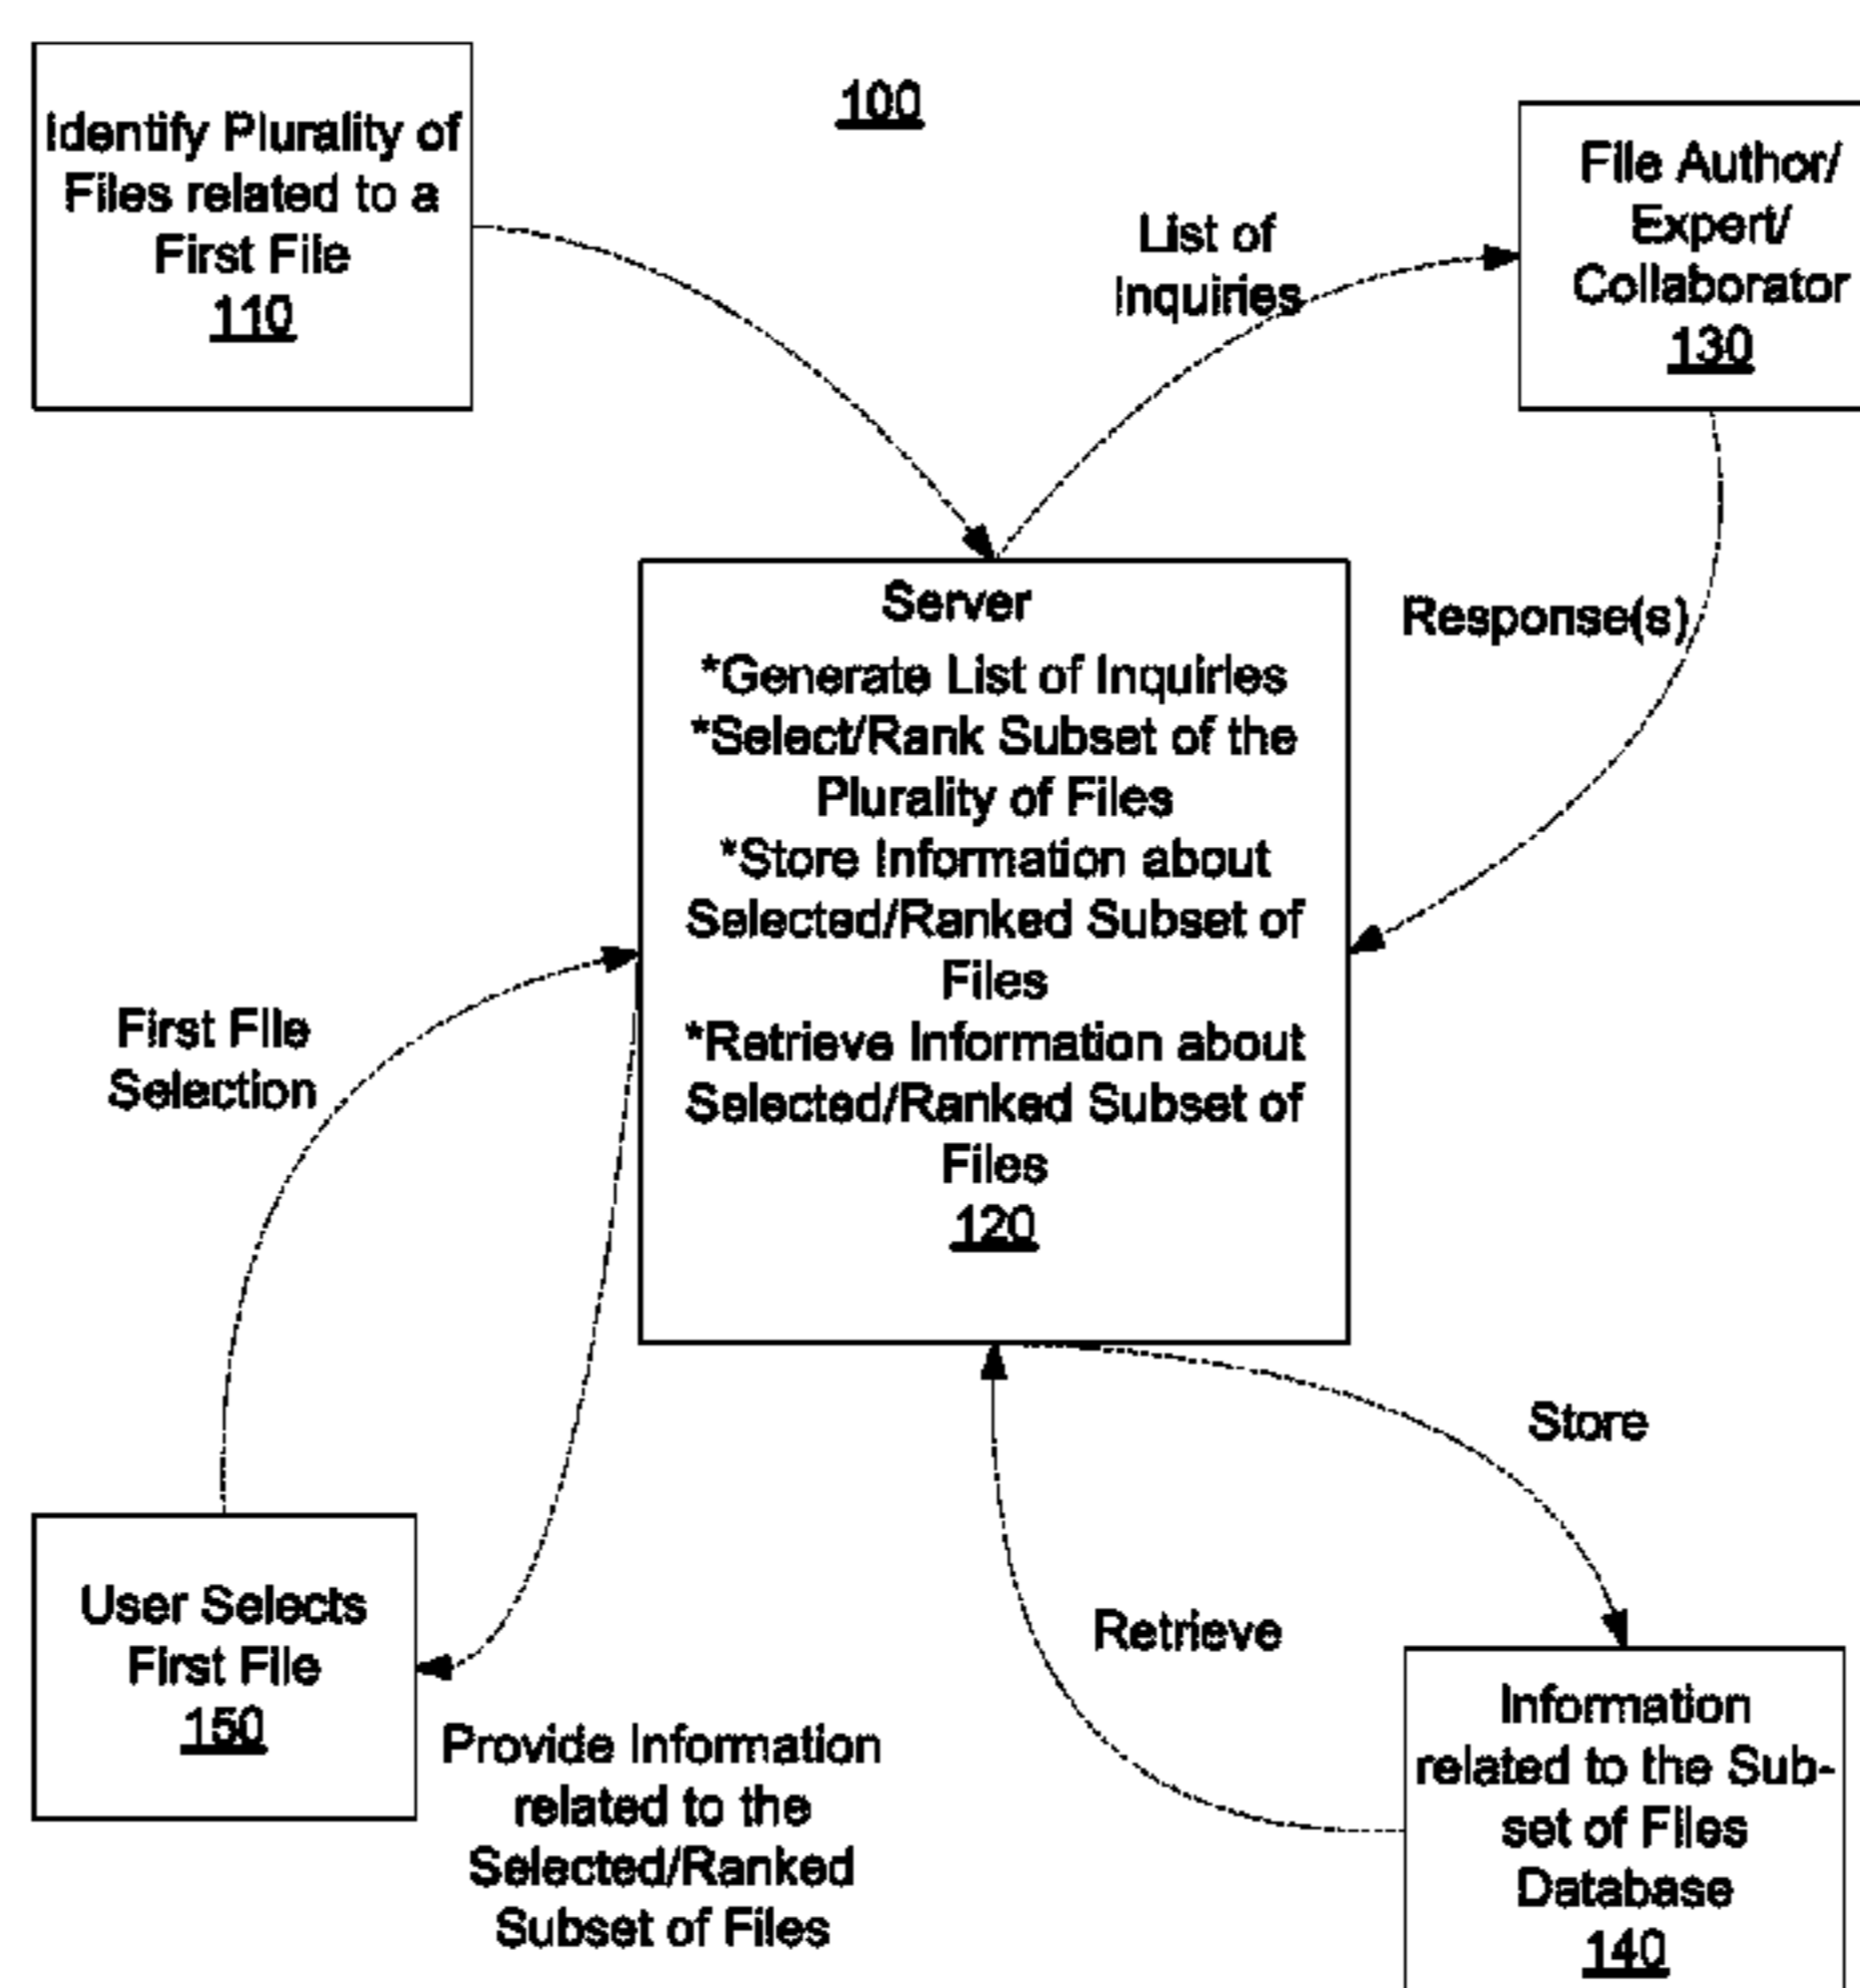 100
Identify Plurality of
Files related to a
First File
110
List of
Inquiries
File Author/
Expert/
Collaborator
130
Server
*Generate List of Inquiries
*Select/Rank Subset of the
Plurality of Files
*Store Information about
Selected/Ranked Subset of
Files
*Retrieve Information about
Selected/Ranked Subset of
Files
120
Response(s)
First File
Selection
Store
Retrieve
User Selects
First File
150
Provide Information
related to the
Selected/Ranked
Subset of Files
Information
related to the Sub-
set of Files
Database
140